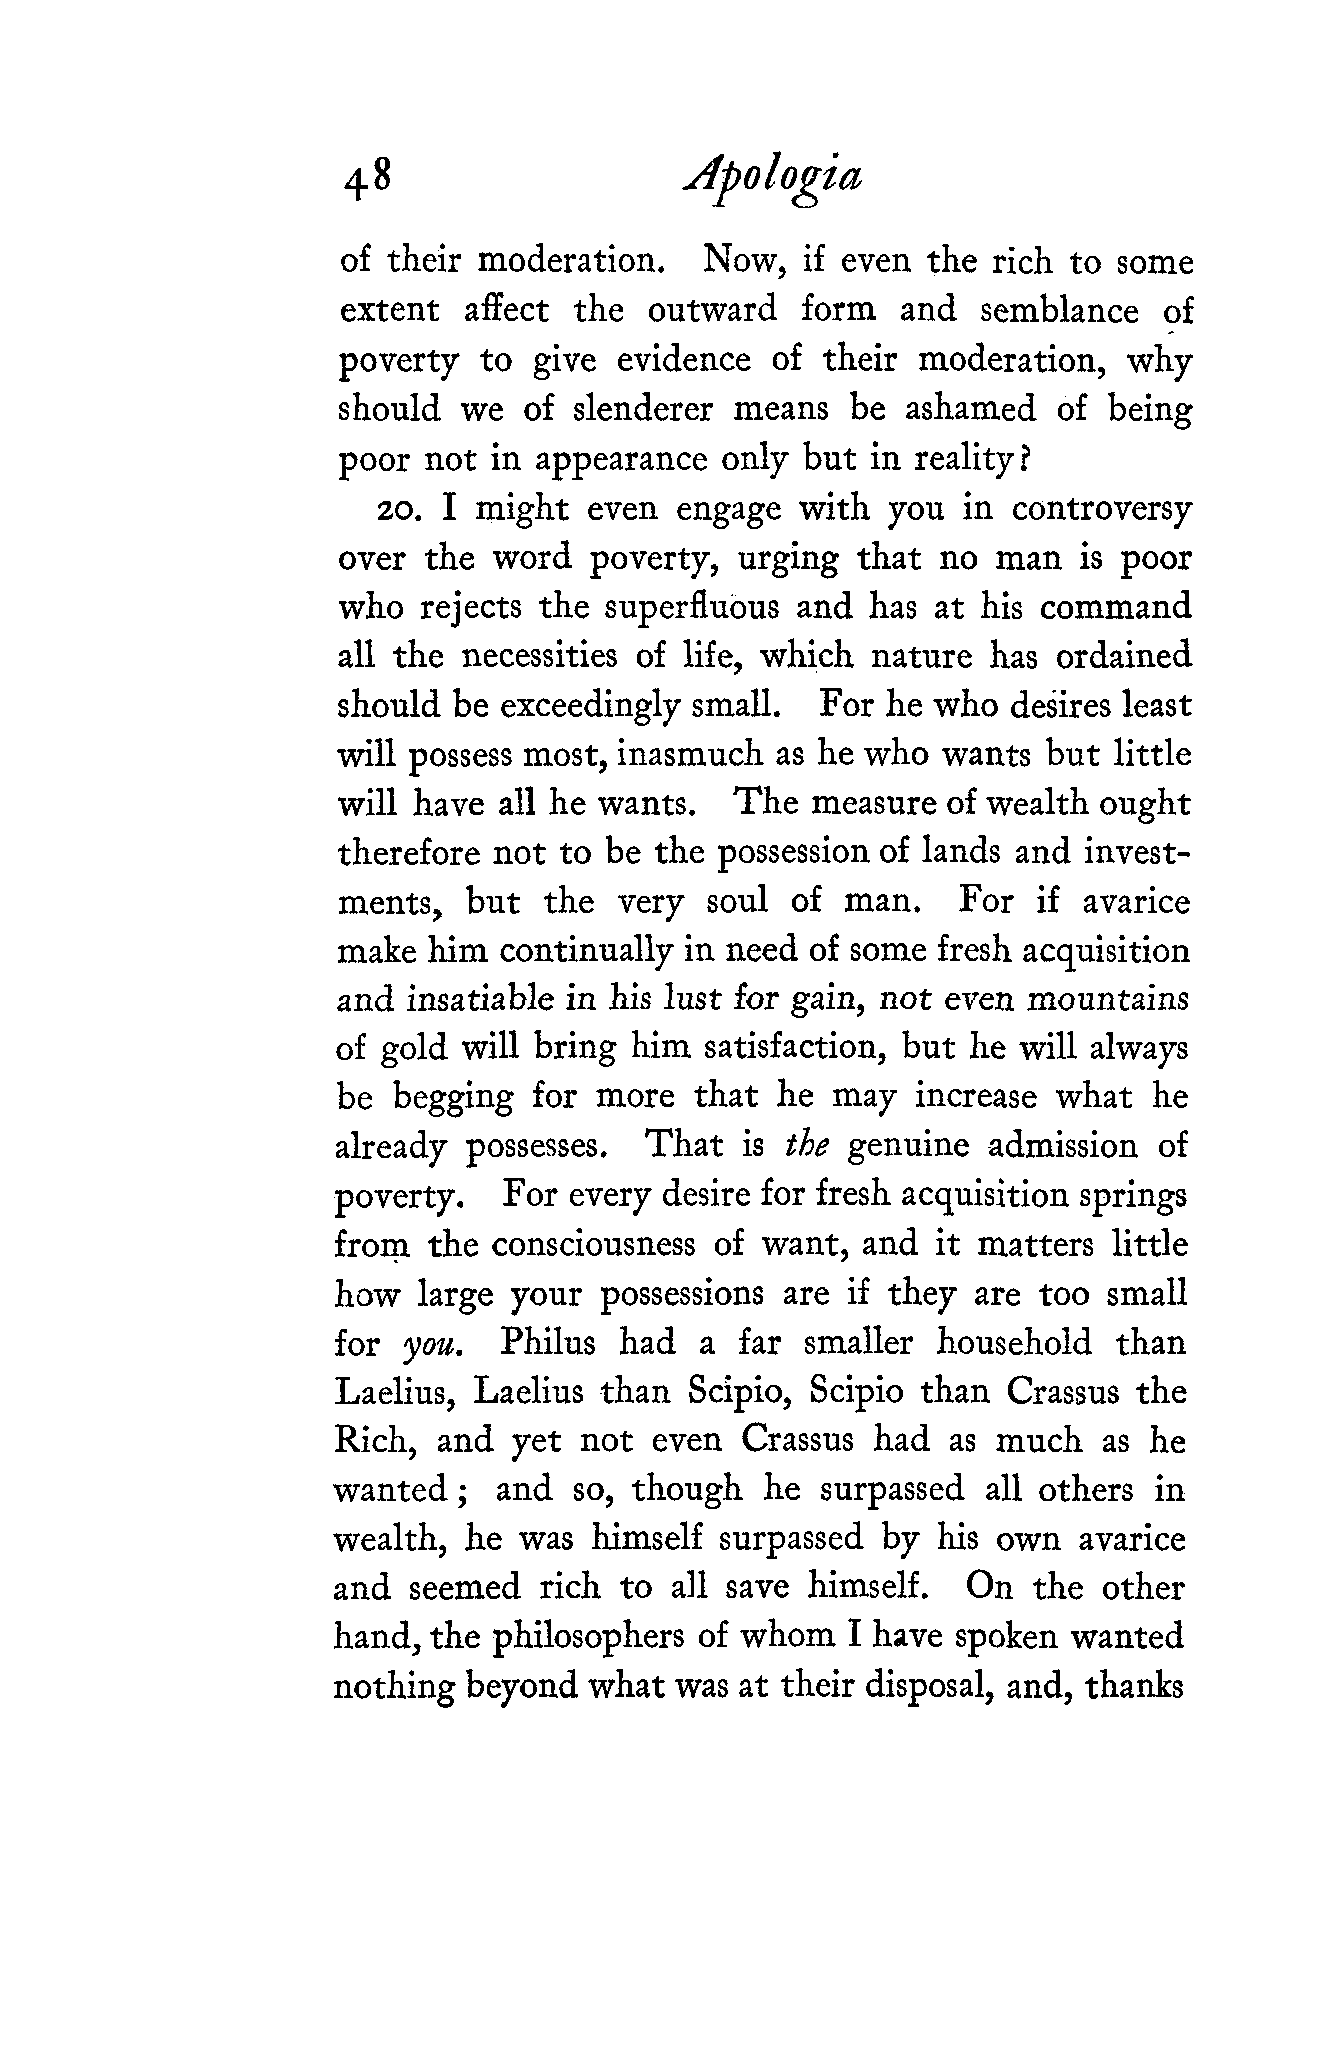 48 Apologia
of their moderation. Now, if even the rich to some
extent affect the outward form and semblance of
poverty to give evidence of their moderation, why
should we of slenderer means be ashamed of being
poor not in appearance only but in reality?
20. I might even engage with you in controversy
over the word poverty, urging that no man is poor
who rejects the superfluous and has at his command
all the necessities of life, which nature has ordained
should be exceedingly small. For he who desires least
will possess most, inasmuch as he who wants but little
will have all he wants. The measure of wealth ought
therefore not to be the possession of lands and invest-
ments, but the very soul of man. For if avarice
make him continually in need of some fresh acquisition
and insatiable in his lust for gain, not even mountains
of gold will bring him satisfaction, but he will always
be begging for more that he may increase what he
already possesses. That is the genuine admission of
poverty. For every desire for fresh acquisition springs
from the consciousness of want, and it matters little
how large your possessions are if they are too small
for you. Philus had a far smaller household than
Laelius, Laelius than Scipio, Scipio than Crassus the
Rich, and yet not even Crassus had as much as he
wanted ; and so, though he surpassed all others in
wealth, he was himself surpassed by his own avarice
and seemed rich to all save himself. On the other
hand, the philosophers of whom I have spoken wanted
nothing beyond what was at their disposal, and, thanks